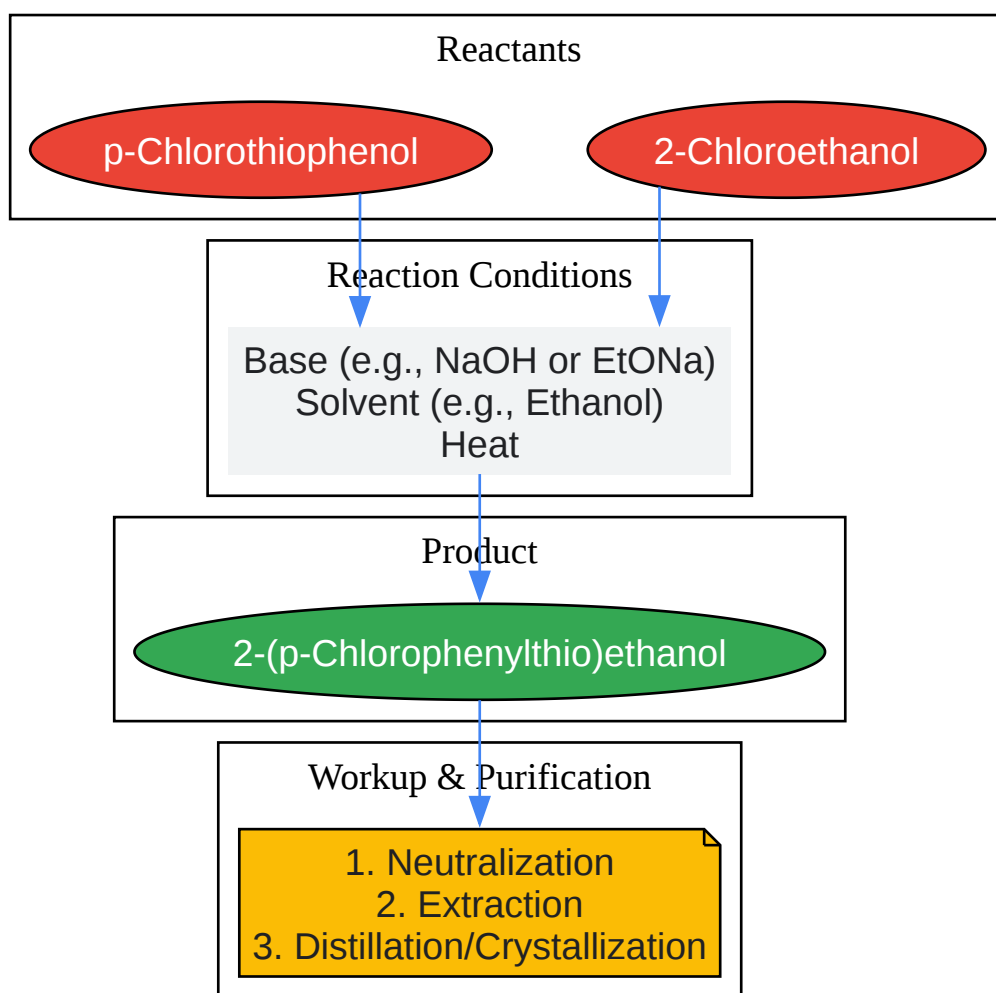 Reactants
p-Chlorothiophenol
2-Chloroethanol
Reaction Conditions
Base (e.g., NaOH or EtONa)
Solvent (e.g., Ethanol)
Heat
Product
2-(p-Chlorophenylthio)ethanol
Workup & Purification
1. Neutralization
2. Extraction
3. Distillation/Crystallization